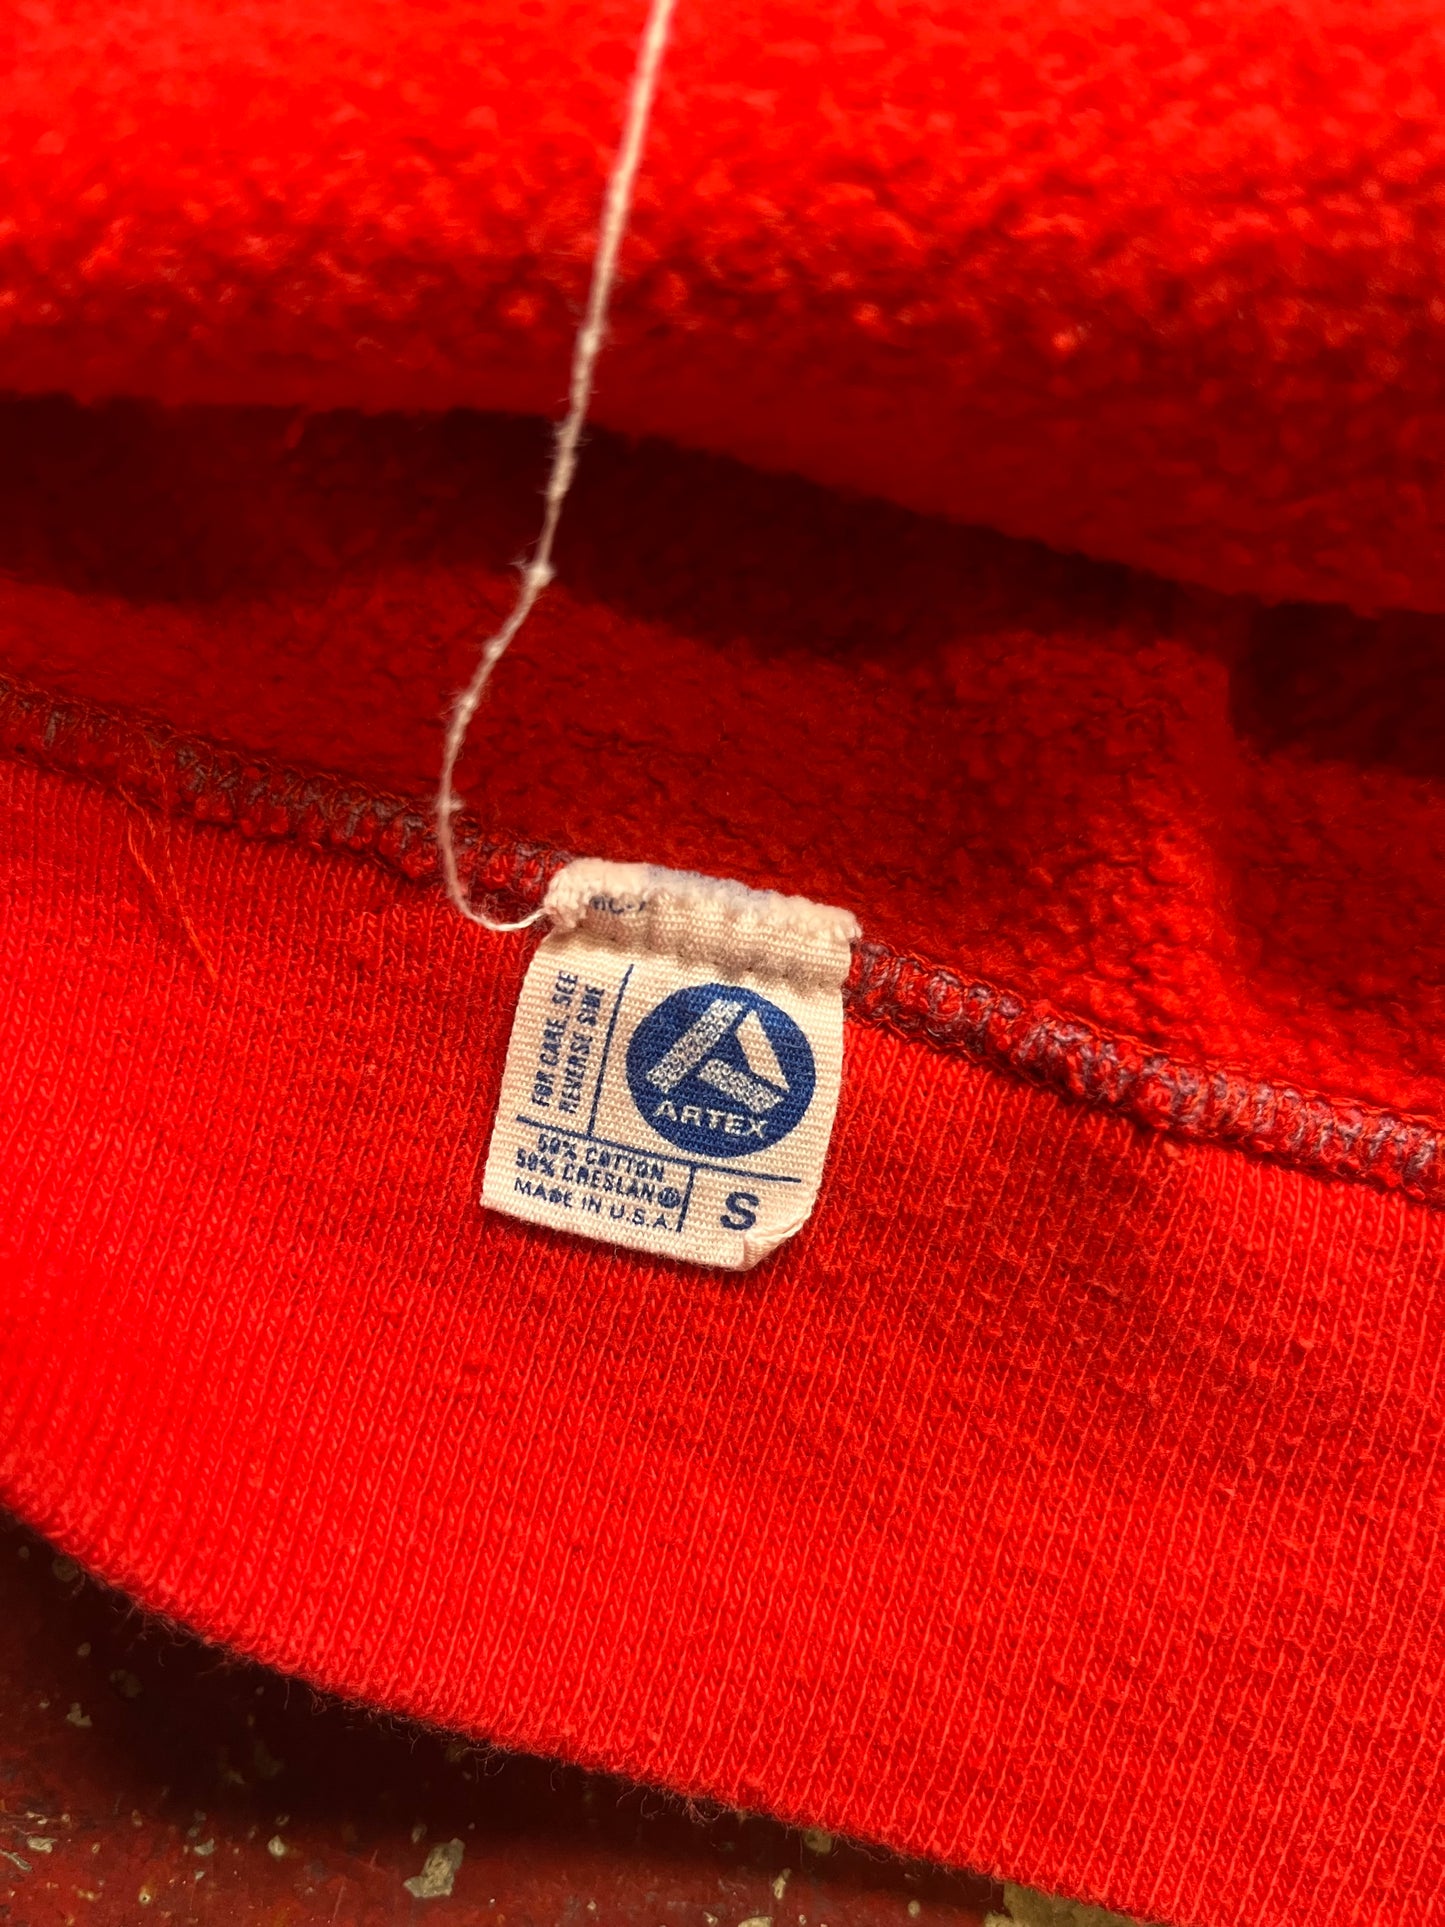 FOR CARE, SEE
REVERSE SIDE
ARTEX
50% COTTON
50% CRESLAN
MADE IN U.S.A.
S